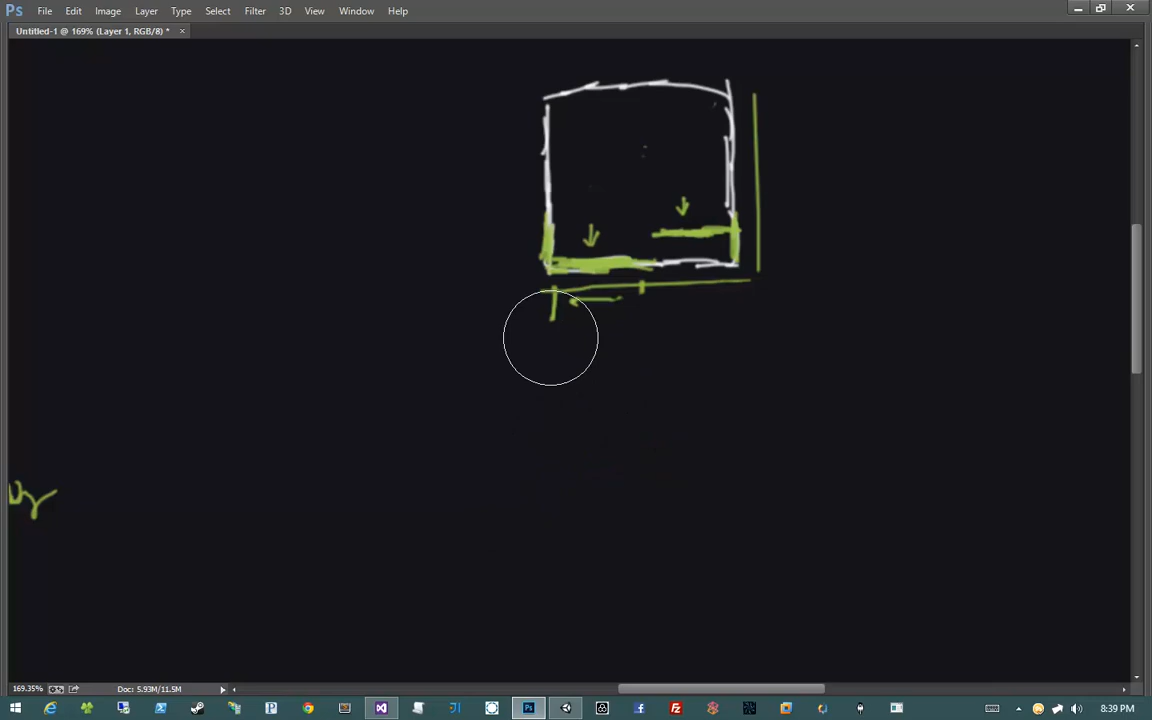 Ps File Edit Image Layer Type Select Filter 3D View Window Help
Untitled-1 @ 169% (Layer 1, RGB/8) *
169.35% Doc: 5.93M/11.5M
8:39 PM